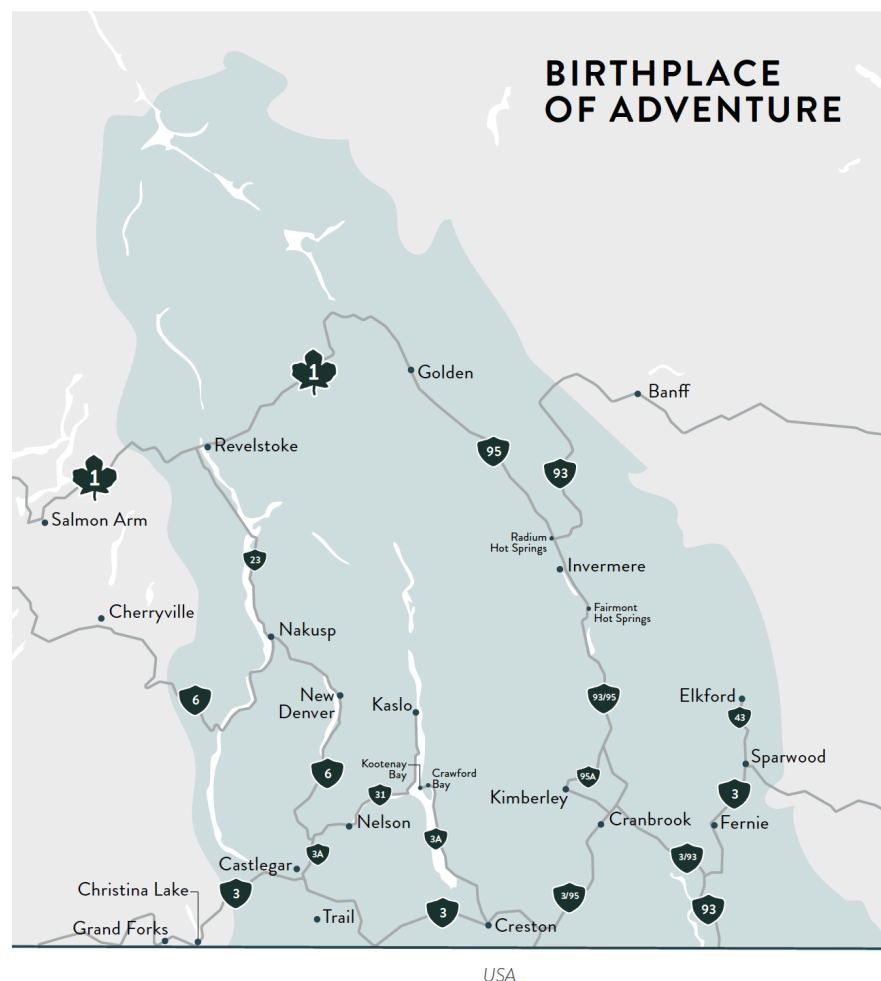 BIRTHPLACE
OF ADVENTURE
1
Golden
Banff
Revelstoke
95
93
1
Salmon Arm
Radium
Hot Springs
23
Invermere
Cherryville
Fairmont
Hot Springs
Nakusp
6
New
Denver
Kaslo
93/95
Elkford
43
Sparwood
Kootenay
Bay
Crawford
Bay
6
31
95A
Kimberley
3
Nelson
Cranbrook
Fernie
3A
3A
3/93
Castlegar
Christina Lake
3
3
3/95
93
Grand Forks
Trail
Creston
USA